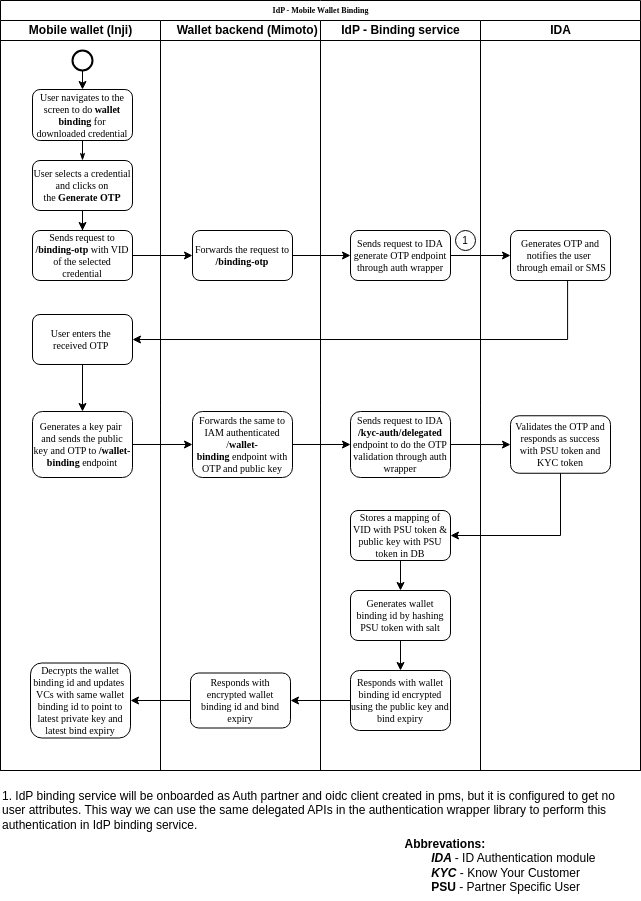 IdP - Mobile Wallet Binding
Mobile wallet (Inji)
Wallet backend (Mimoto)
IdP - Binding service
IDA
User navigates to the
screen to do wallet
binding for
downloaded credential
User selects a credential
and clicks on
the Generate OTP
Sends request to
/binding-otp with VID
of the selected
credential
Forwards the request to
/binding-otp
Sends request to IDA
generate OTP endpoint
through auth wrapper
1
Generates OTP and
notifies the user
through email or SMS
User enters the
received OTP
Generates a key pair
and sends the public
key and OTP to /wallet-
binding endpoint
Forwards the same to
IAM authenticated
/wallet-
binding endpoint with
OTP and public key
Sends request to IDA
/kyc-auth/delegated
endpoint to do the OTP
validation through auth
wrapper
Validates the OTP and
responds as success
with PSU token and
KYC token
Stores a mapping of
VID with PSU token &
public key with PSU
token in DB
Generates wallet
binding id by hashing
PSU token with salt
Responds with wallet
binding id encrypted
using the public key and
bind expiry
Responds with
encrypted wallet
binding id and bind
expiry
Decrypts the wallet
binding id and updates
VCs with same wallet
binding id to point to
latest private key and
latest bind expiry
1. IdP binding service will be onboarded as Auth partner and oidc client created in pms, but it is configured to get no
user attributes. This way we can use the same delegated APIs in the authentication wrapper library to perform this
authentication in IdP binding service.
Abbrevations:
IDA - ID Authentication module
KYC - Know Your Customer
PSU - Partner Specific User